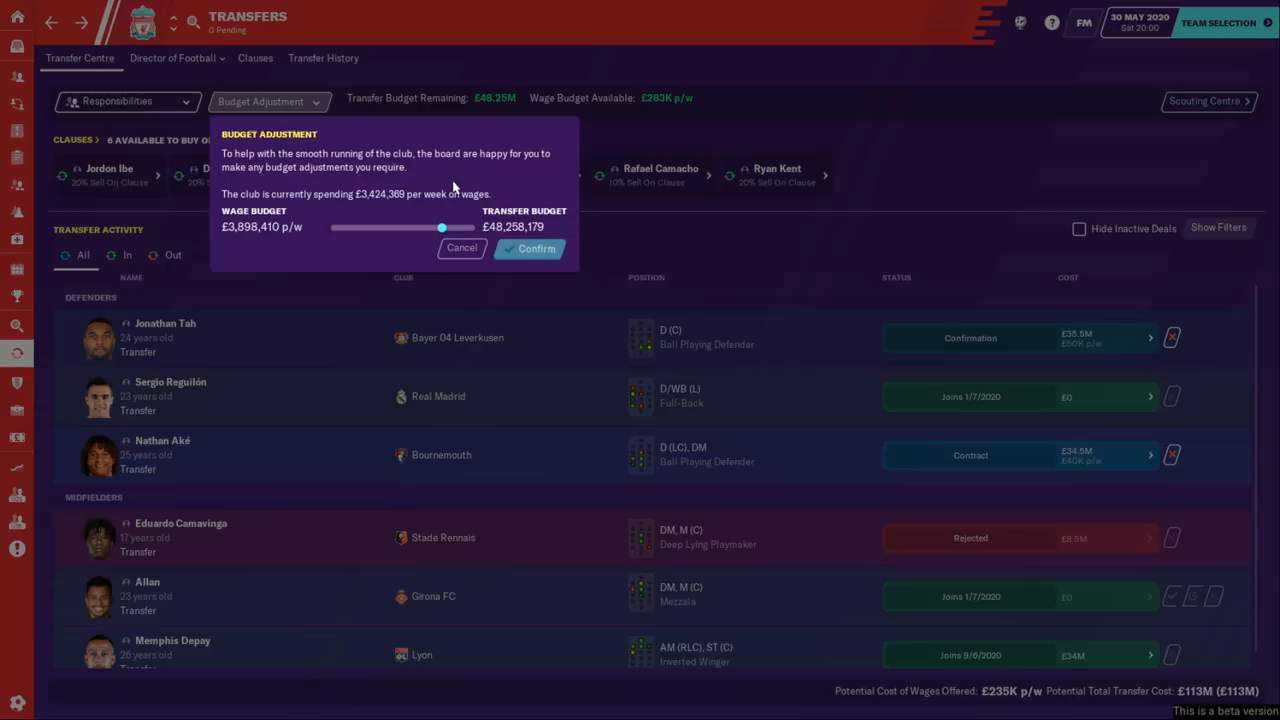 TRANSFERS
0 Pending
FM
30 MAY 2020
Sat 20:00
TEAM SELECTION
Transfer Centre
Director of Football
Clauses
Transfer History
Responsibilities
Budget Adjustment
Transfer Budget Remaining: £48.25M
Wage Budget Available: £283K p/w
Scouting Centre
CLAUSES > 6 AVAILABLE TO BUY O
Jordon Ibe
20% Sell On Clause
D
20% S
Rafael Camacho
10% Sell On Clause
Ryan Kent
20% Sell On Clause
BUDGET ADJUSTMENT
To help with the smooth running of the club, the board are happy for you to
make any budget adjustments you require.
The club is currently spending £3,424,369 per week on wages.
WAGE BUDGET
£3,898,410 p/w
TRANSFER BUDGET
£48,258,179
Cancel
Confirm
TRANSFER ACTIVITY
Hide Inactive Deals
Show Filters
All
In
Out
NAME
CLUB
POSITION
STATUS
COST
DEFENDERS
Jonathan Tah
24 years old
Transfer
Bayer 04 Leverkusen
D (C)
Ball Playing Defender
Confirmation
£35.5M
£50K p/w
Sergio Reguilón
23 years old
Transfer
Real Madrid
D/WB (L)
Full-Back
Joins 1/7/2020
£0
Nathan Aké
25 years old
Transfer
Bournemouth
D (LC), DM
Ball Playing Defender
Contract
£34.5M
£40K p/w
MIDFIELDERS
Eduardo Camavinga
17 years old
Transfer
Stade Rennais
DM, M (C)
Deep Lying Playmaker
Rejected
£8.5M
Allan
23 years old
Transfer
Girona FC
DM, M (C)
Mezzala
Joins 1/7/2020
£0
Memphis Depay
26 years old
Transfer
Lyon
AM (RLC), ST (C)
Inverted Winger
Joins 9/6/2020
£34M
Potential Cost of Wages Offered: £235K p/w Potential Total Transfer Cost: £113M (£113M)
This is a beta version